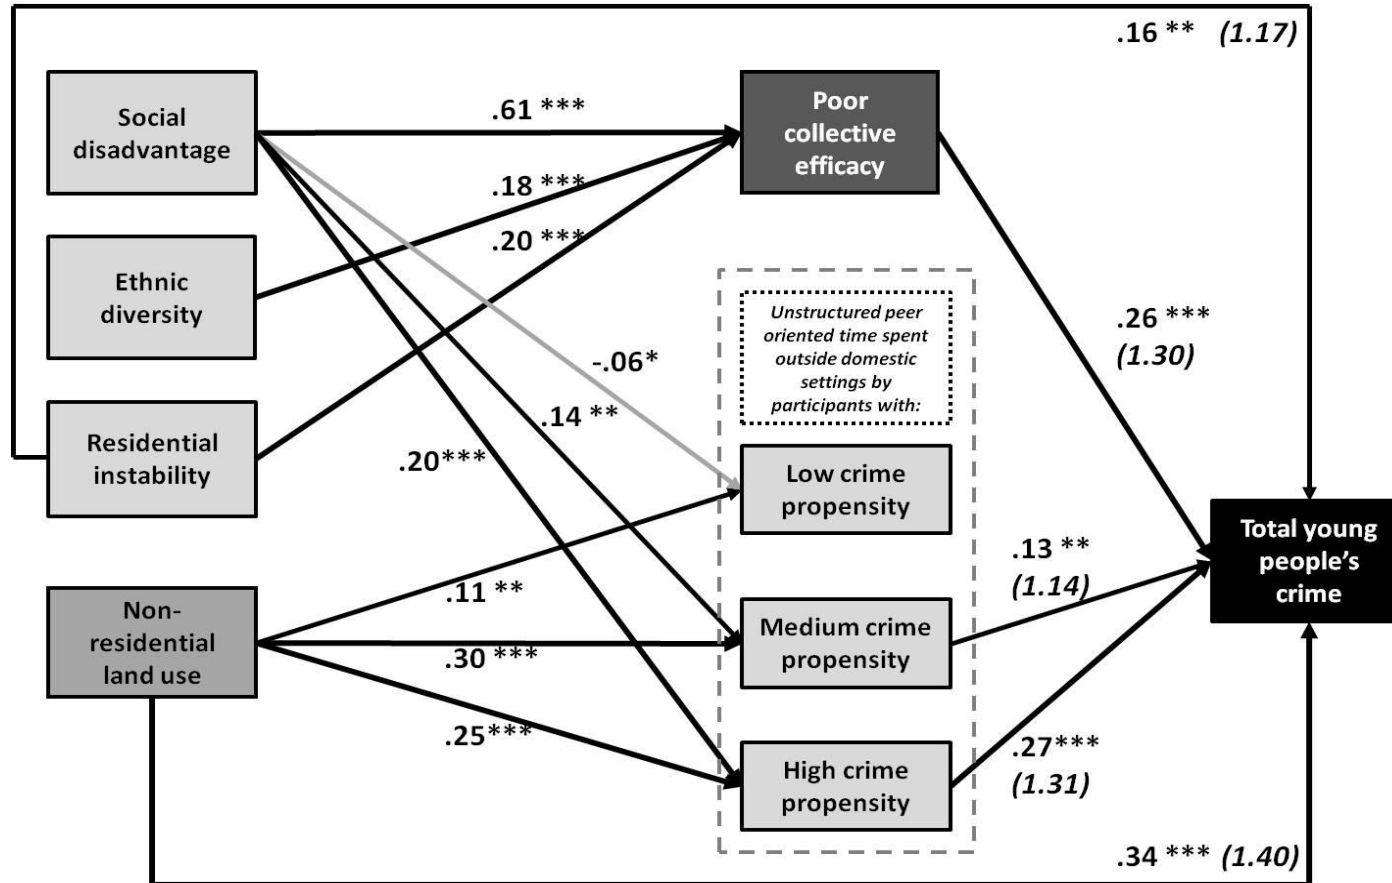 .16 ** (1.17)
Social
disadvantage
.61 ***
Poor
collective
efficacy
.18 ***
.20 ***
Ethnic
diversity
Unstructured peer
oriented time spent
outside domestic
settings by
participants with:
.26 ***
(1.30)
-.06*
.14 **
Residential
instability
.20***
Low crime
propensity
Total young
people’s
crime
.13 **
(1.14)
.11 **
Non-
residential
land use
.30 ***
Medium crime
propensity
.25***
High crime
propensity
.27***
(1.31)
.34 *** (1.40)